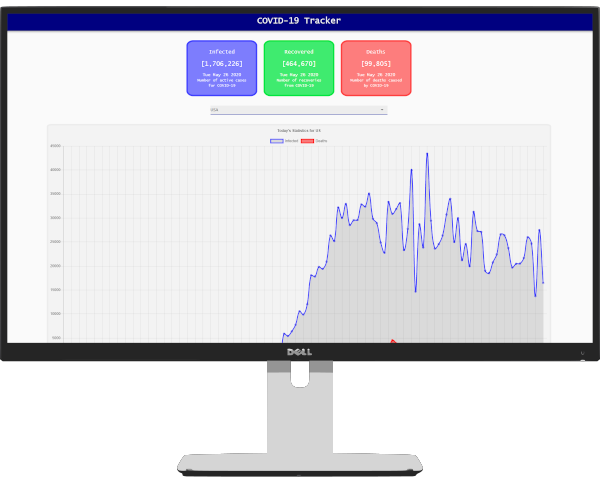 COVID-19 Tracker
Infected
[1,706,226]
Tue May 26 2020
Number of active cases
for COVID-19
Recovered
[464,670]
Tue May 26 2020
Number of recoveries
from COVID-19
Deaths
[99,805]
Tue May 26 2020
Number of deaths caused
by COVID-19
USA
Today's Statistics for US
Infected
Deaths
45000
40000
35000
30000
25000
20000
15000
10000
5000
DELL